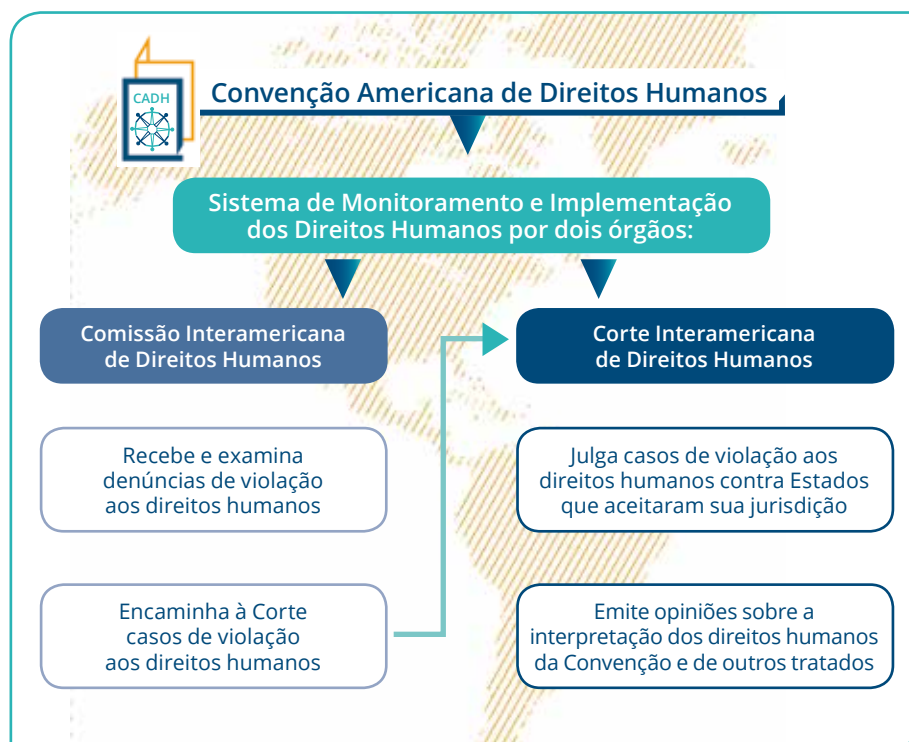 CADH
Convenção Americana de Direitos Humanos
Sistema de Monitoramento e Implementação
dos Direitos Humanos por dois órgãos:
Comissão Interamericana
de Direitos Humanos
Corte Interamericana
de Direitos Humanos
Recebe e examina
denúncias de violação
aos direitos humanos
Julga casos de violação aos
direitos humanos contra Estados
que aceitaram sua jurisdição
Encaminha à Corte
casos de violação
aos direitos humanos
Emite opiniões sobre a
interpretação dos direitos humanos
da Convenção e de outros tratados